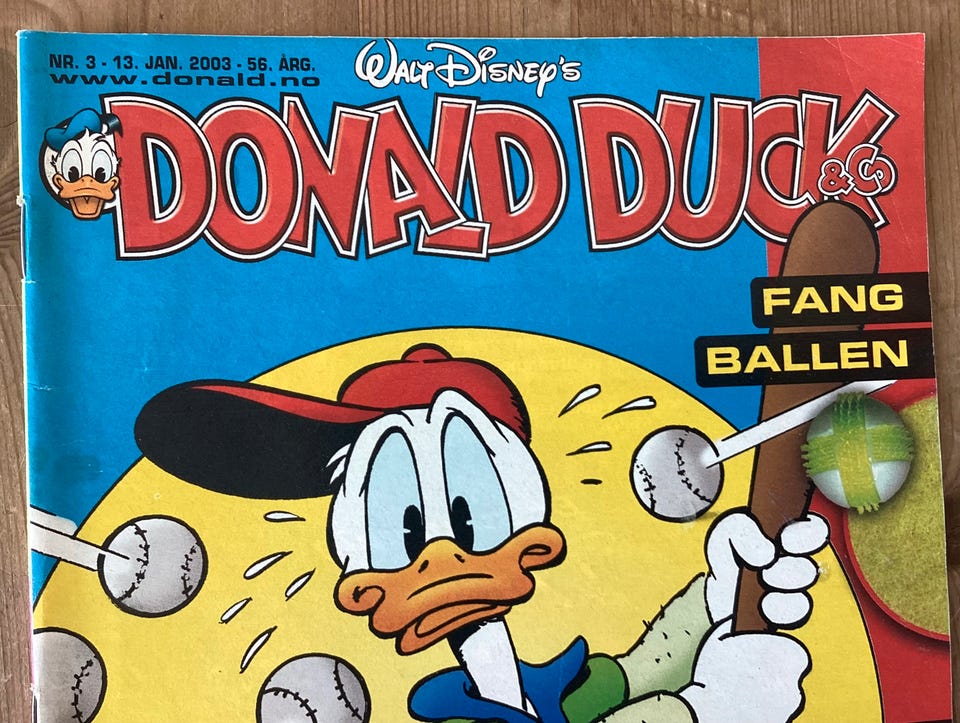 NR. 3 - 13. JAN. 2003 - 56. ÅRG.
www.donald.no
WALT DISNEY'S
DONALD DUCK
& Co
FANG
BALLEN